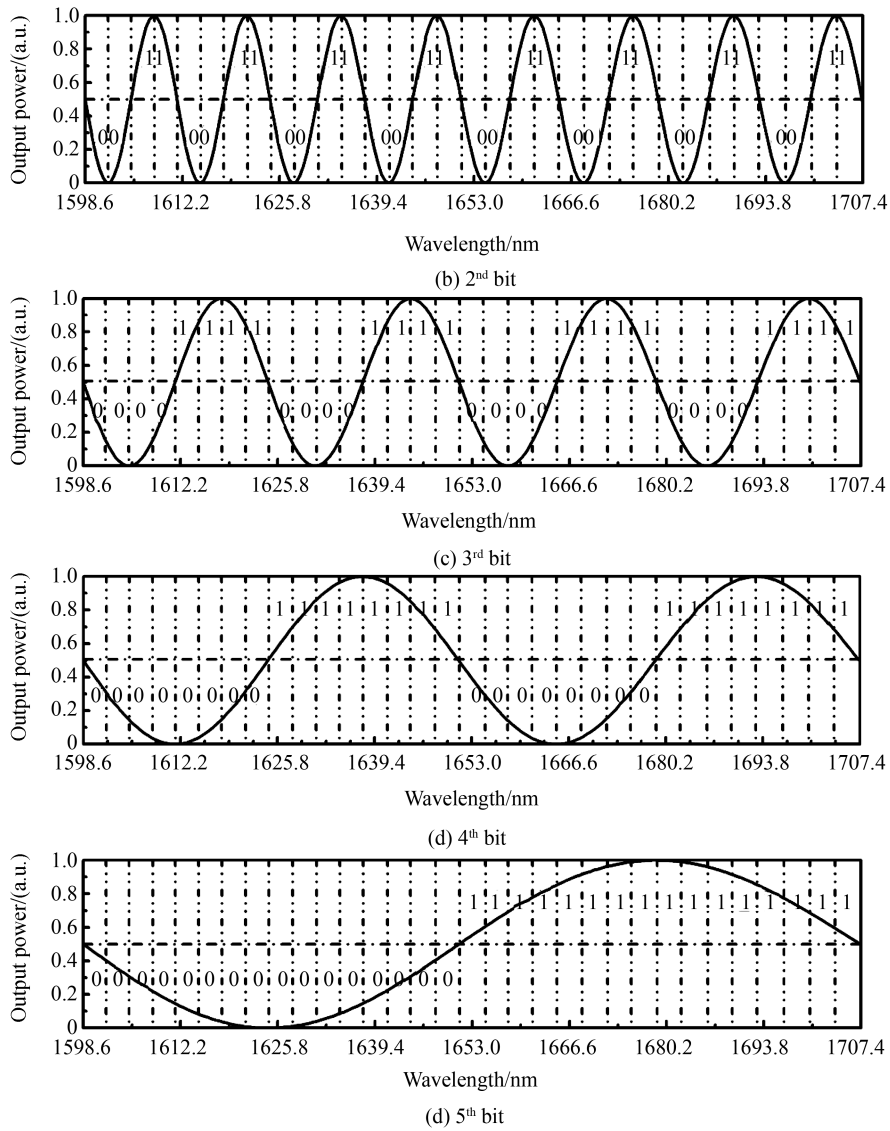 1.0
0.8
0.6
0.4
0.2
0
Output power/(a.u.)
11 11 11 11 11 11 11 11
00 00 00 00 00 00 00 00
1598.6 1612.2 1625.8 1639.4 1653.0 1666.6 1680.2 1693.8 1707.4
Wavelength/nm
(b) 2nd bit
1.0
0.8
0.6
0.4
0.2
0
Output power/(a.u.)
1 1 1 1 1 1 1 1 1 1 1 1 1 1 1 1
0 0 0 0 0 0 0 0 0 0 0 0 0 0 0 0
1598.6 1612.2 1625.8 1639.4 1653.0 1666.6 1680.2 1693.8 1707.4
Wavelength/nm
(c) 3rd bit
1.0
0.8
0.6
0.4
0.2
0
Output power/(a.u.)
1 1 1 1 1 1 1 1 1 1 1 1 1 1 1 1
0 0 0 0 0 0 0 0 0 0 0 0 0 0 0 0
1598.6 1612.2 1625.8 1639.4 1653.0 1666.6 1680.2 1693.8 1707.4
Wavelength/nm
(d) 4th bit
1.0
0.8
0.6
0.4
0.2
0
Output power/(a.u.)
1 1 1 1 1 1 1 1 1 1 1 1 1 1 1 1
0 0 0 0 0 0 0 0 0 0 0 0 0 0 0 0
1598.6 1612.2 1625.8 1639.4 1653.0 1666.6 1680.2 1693.8 1707.4
Wavelength/nm
(d) 5th bit